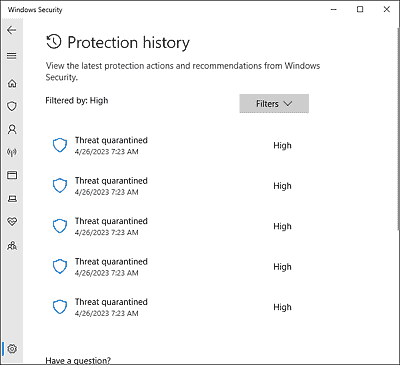 Windows Security
Protection history
View the latest protection actions and recommendations from Windows
Security.
Filtered by: High
Filters
Threat quarantined
4/26/2023 7:23 AM
High
Threat quarantined
4/26/2023 7:23 AM
High
Threat quarantined
4/26/2023 7:23 AM
High
Threat quarantined
4/26/2023 7:23 AM
High
Threat quarantined
4/26/2023 7:23 AM
High
Have a question?